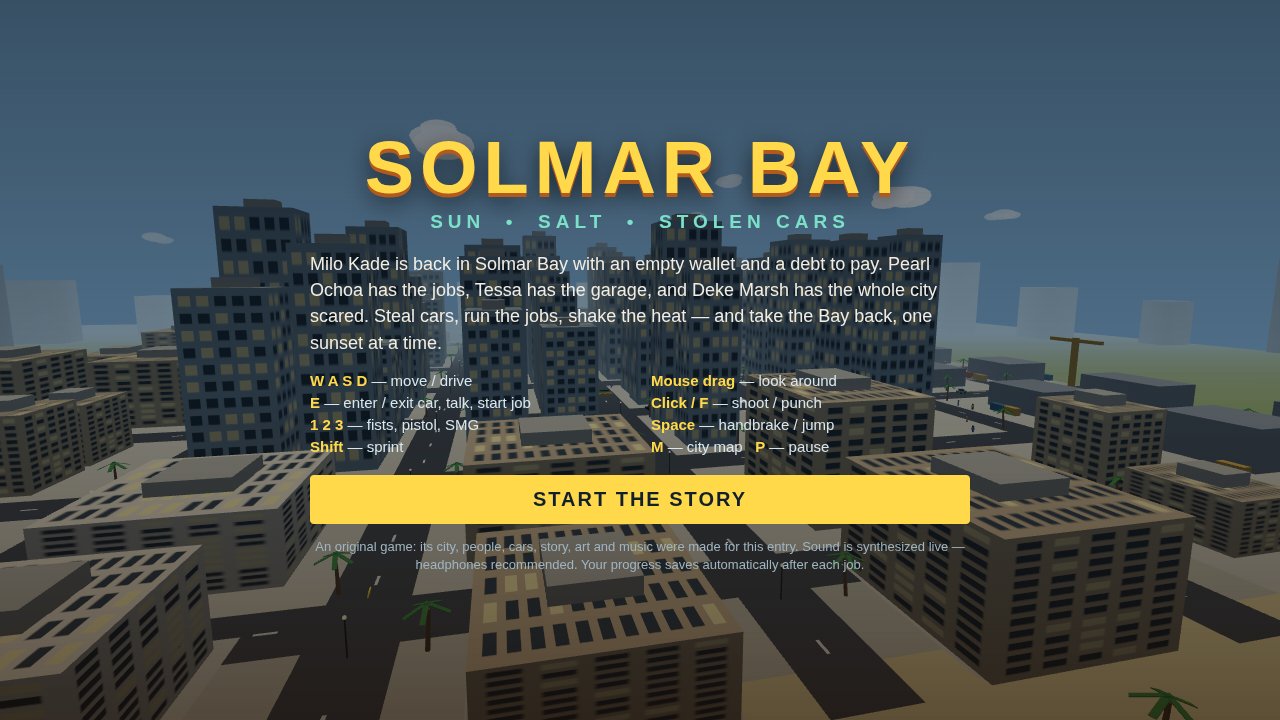 SOLMAR BAY
SUN • SALT • STOLEN CARS
Milo Kade is back in Solmar Bay with an empty wallet and a debt to pay. Pearl
Ochoa has the jobs, Tessa has the garage, and Deke Marsh has the whole city
scared. Steal cars, run the jobs, shake the heat — and take the Bay back, one
sunset at a time.
W A S D — move / drive
Mouse drag — look around
E — enter / exit car, talk, start job
Click / F — shoot / punch
1 2 3 — fists, pistol, SMG
Space — handbrake / jump
Shift — sprint
M — city map P — pause
START THE STORY
An original game: its city, people, cars, story, art and music were made for this entry. Sound is synthesized live —
headphones recommended. Your progress saves automatically after each job.